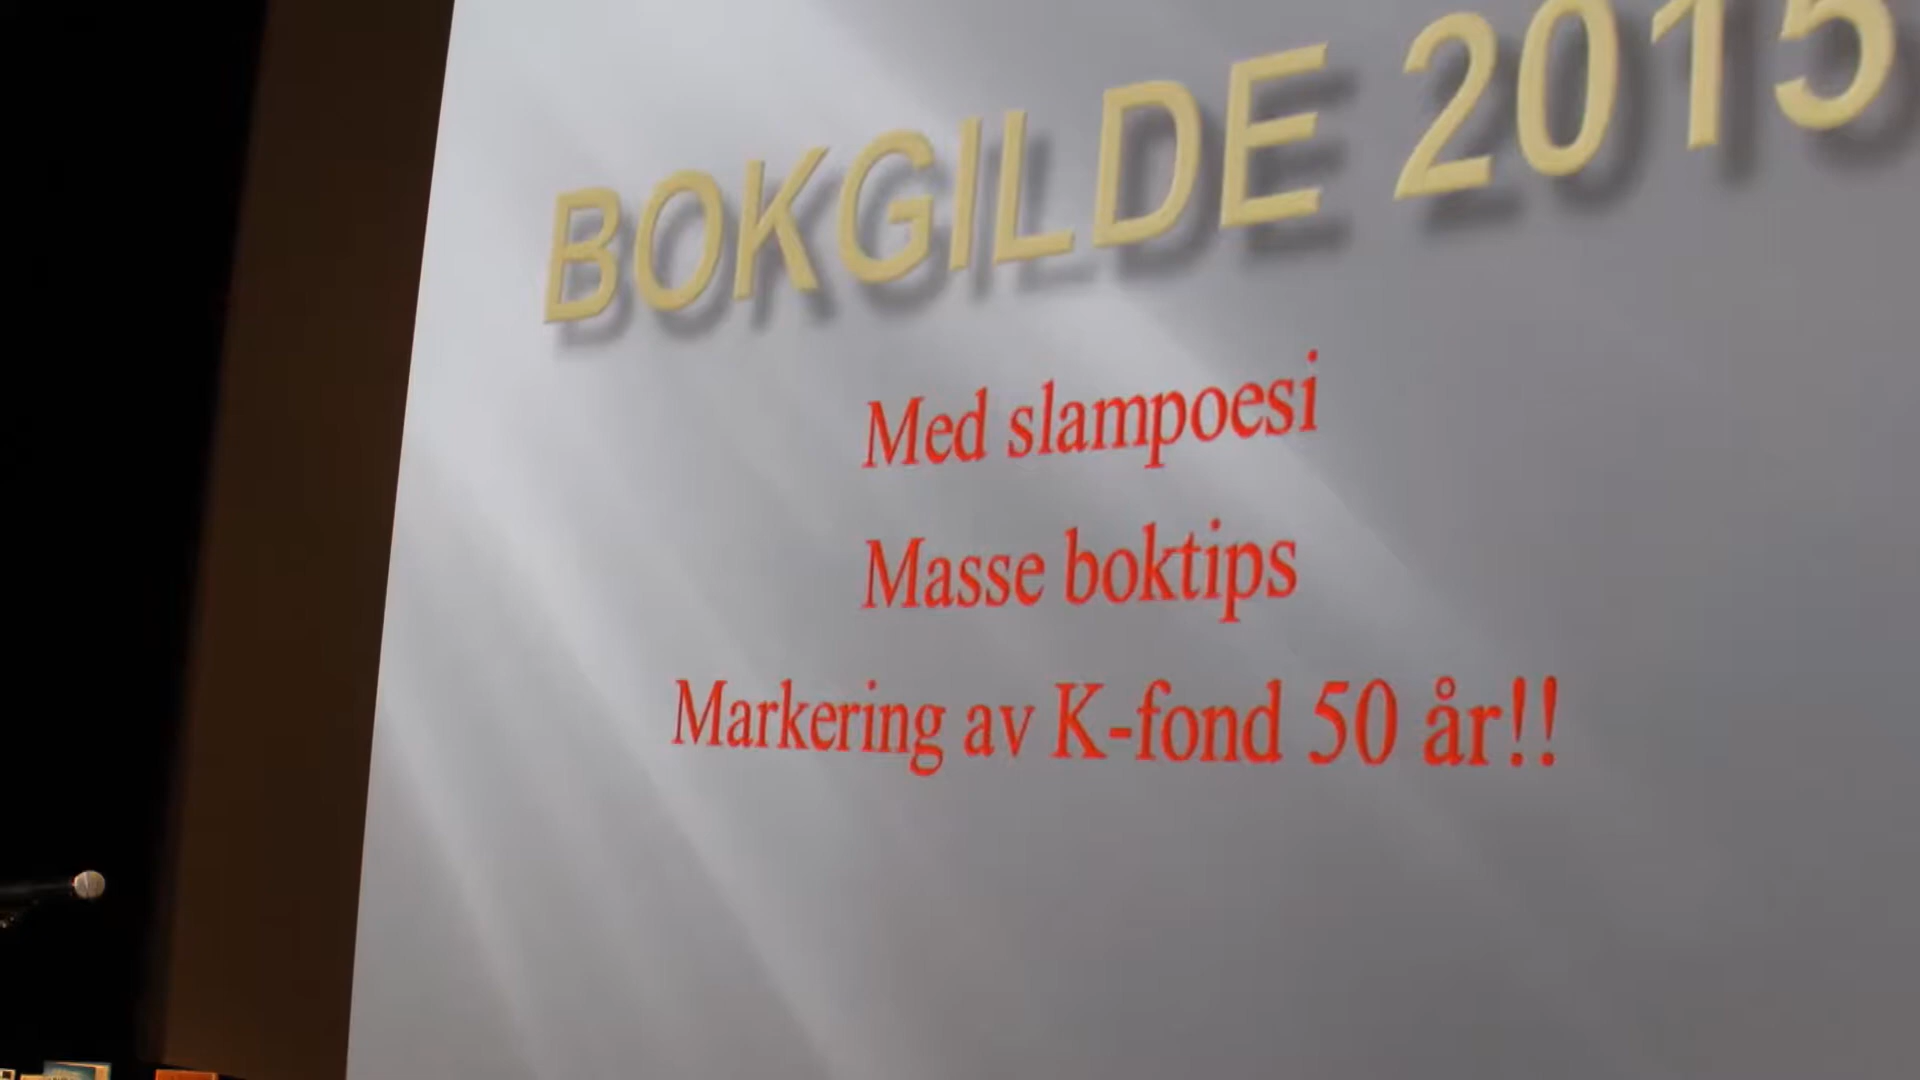 BOKGILDE 2015
Med slampoesi
Masse boktips
Markering av K-fond 50 år!!